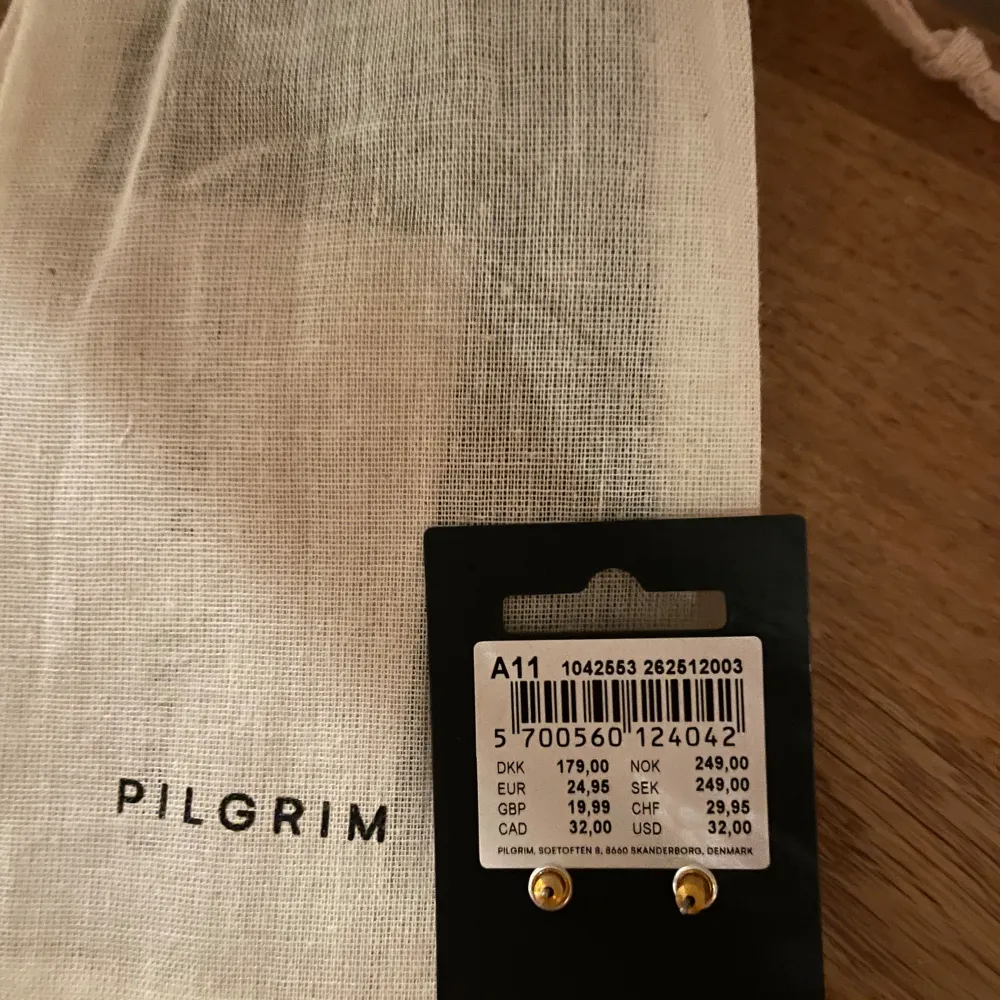 PILGRIM
A11 1042553 262512003
5 700560 124042
DKK 179,00 NOK 249,00
EUR 24,95 SEK 249,00
GBP 19,99 CHF 29,95
CAD 32,00 USD 32,00
PILGRIM, SOETOFTEN 8, 8660 SKANDERBORG, DENMARK